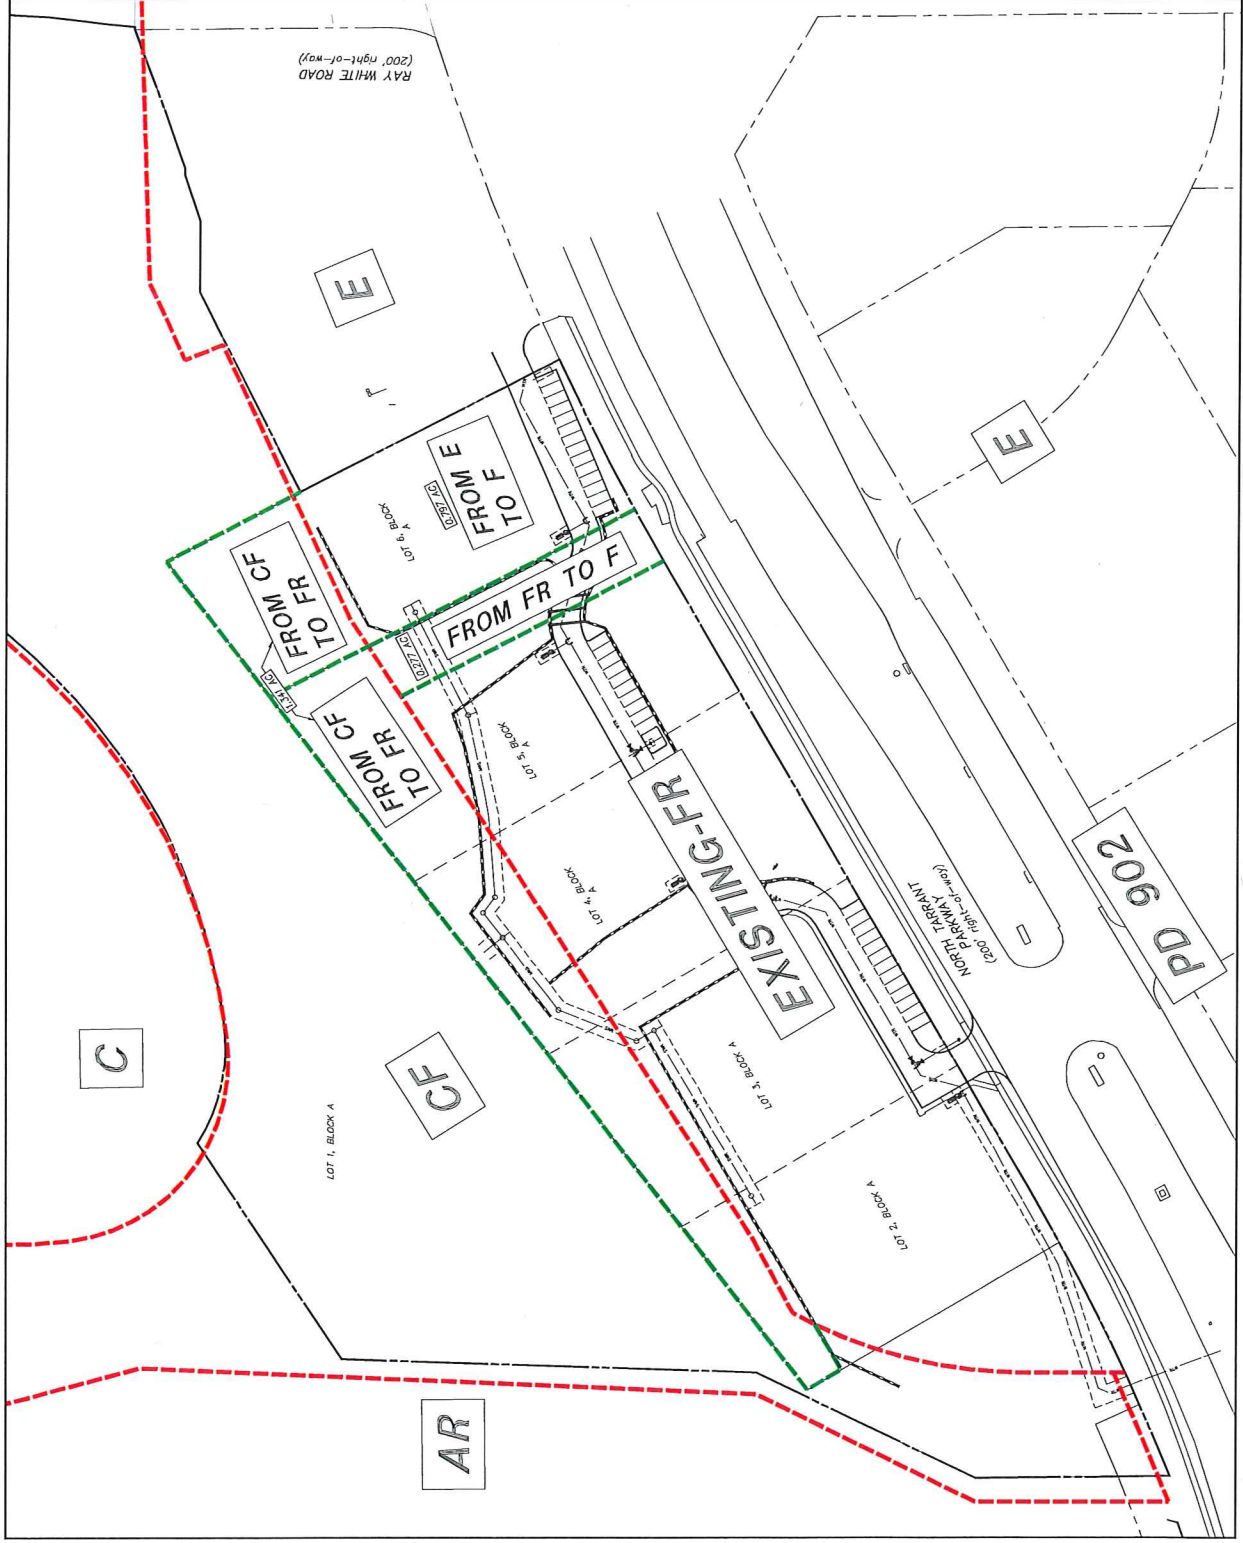 RAY WHITE ROAD
(200' right-of-way)
E
LOT 6, BLOCK
A
0.797 AC
FROM E
TO F
FROM CF
TO FR
1.341 AC
FROM CF
TO FR
0.277 AC
FROM FR TO F
E
LOT 5, BLOCK
A
LOT 4, BLOCK
A
EXISTING-FR
C
CF
LOT 1, BLOCK A
LOT 3, BLOCK A
NORTH TARRANT
PARKWAY
(200' right-of-way)
PD 902
LOT 2, BLOCK A
AR